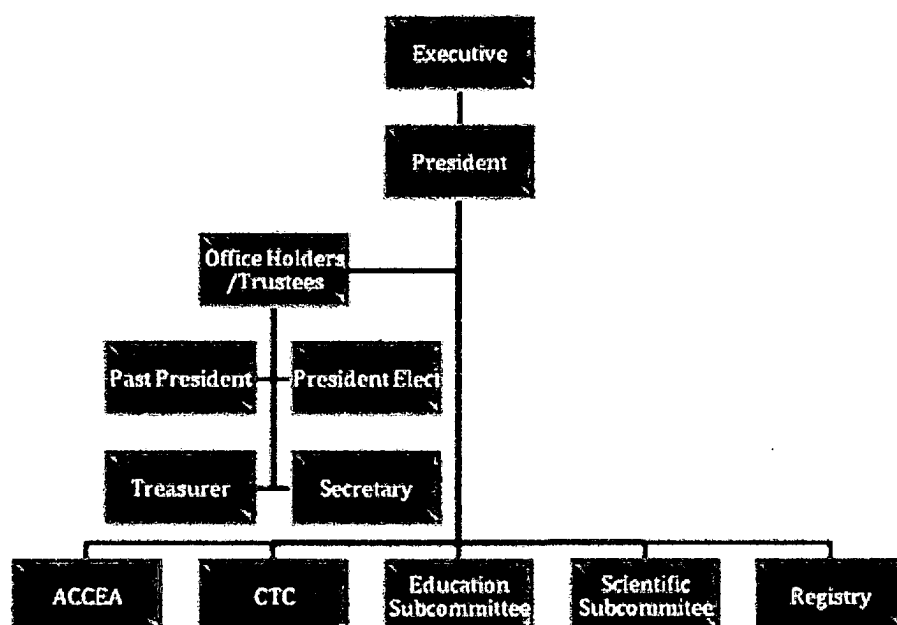 Executive
President
Office Holders
/Trustees
Past President
President Elect
Treasurer
Secretary
ACCEA
CTC
Education
Subcommittee
Scientific
Subcommitee
Registry